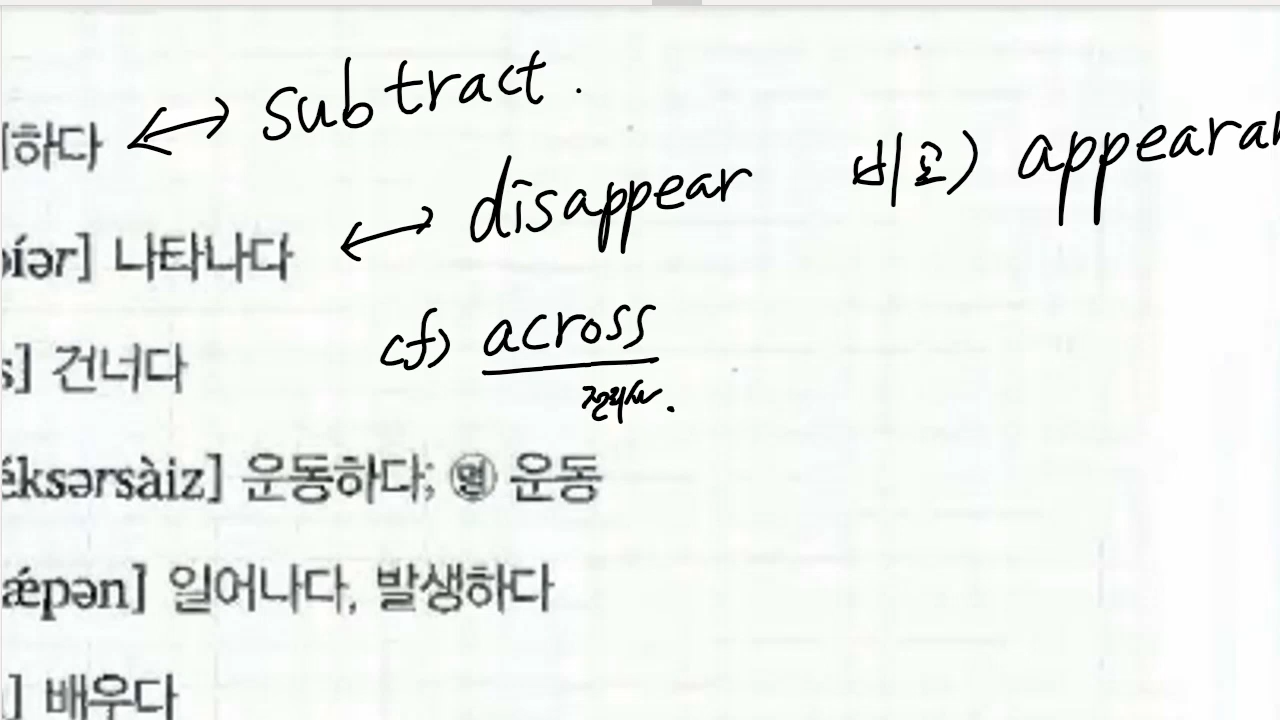 하다 ↔ subtract.
íər] 나타나다 ↔ disappear 비교) appearan
s] 건너다 cf) across
전치사.
éksərsàiz] 운동하다; 명 운동
ǽpən] 일어나다, 발생하다
] 배우다